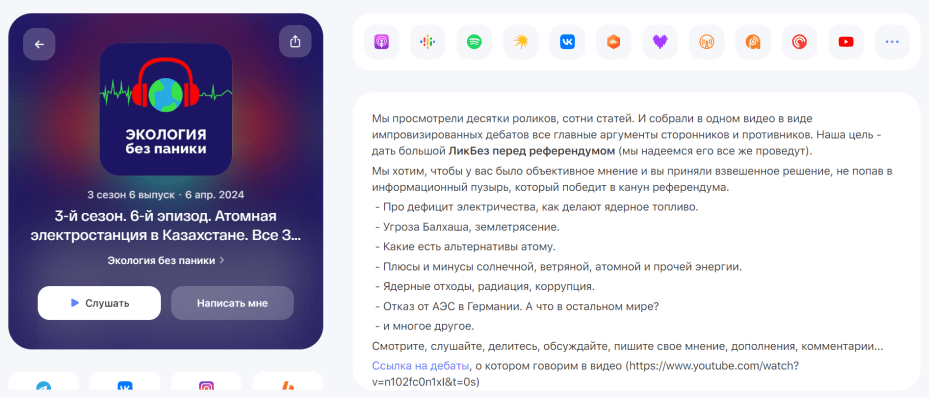 ЭКОЛОГИЯ
без паники
3 сезон 6 выпуск · 6 апр. 2024
3-й сезон. 6-й эпизод. Атомная
электростанция в Казахстане. Все З...
Экология без паники
Слушать
Написать мне
Мы просмотрели десятки роликов, сотни статей. И собрали в одном видео в виде
импровизированных дебатов все главные аргументы сторонников и противников. Наша цель -
дать большой ЛикБез перед референдумом (мы надеемся его все же проведут).
Мы хотим, чтобы у вас было объективное мнение и вы приняли взвешенное решение, не попав в
информационный пузырь, который победит в канун референдума.
- Про дефицит электричества, как делают ядерное топливо.
- Угроза Балхаша, землетрясение.
- Какие есть альтернативы атому.
- Плюсы и минусы солнечной, ветряной, атомной и прочей энергии.
- Ядерные отходы, радиация, коррупция.
- Отказ от АЭС в Германии. А что в остальном мире?
- и многое другое.
Смотрите, слушайте, делитесь, обсуждайте, пишите свое мнение, дополнения, комментарии...
Ссылка на дебаты, о котором говорим в видео (https://www.youtube.com/watch?
v=n102fc0n1xI&t=0s)